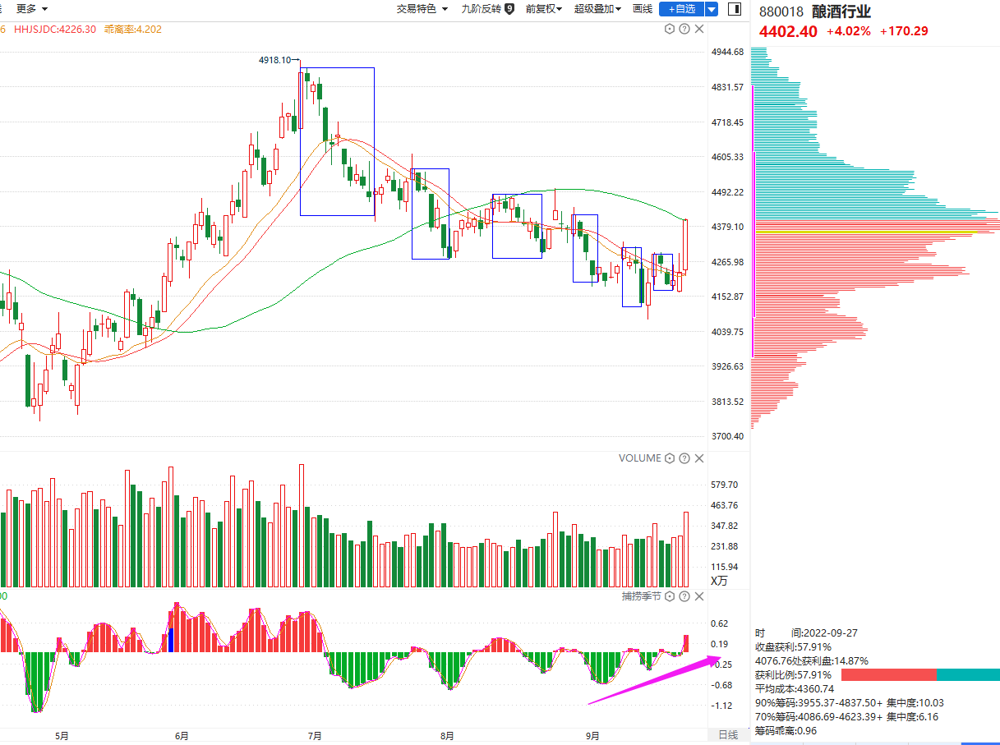 更多 交易特色 九阶反转 9 前复权 超级叠加 画线 +自选
880018 酿酒行业
4402.40 +4.02% +170.29
6 HHJSJDC:4226.30 乖离率:4.202
4918.10
4944.68
4831.57
4718.45
4605.33
4492.22
4379.10
4265.98
4152.87
4039.75
3926.63
3813.52
3700.40
VOLUME
579.70
463.76
347.82
231.88
115.94
X万
00 捕捞季节
0.62
0.19
-0.25
-0.68
-1.12
5月 6月 7月 8月 9月 日线
时 间:2022-09-27
收盘获利:57.91%
4076.76处获利盘:14.87%
获利比例:57.91%
平均成本:4360.74
90%筹码:3955.37-4837.50+ 集中度:10.03
70%筹码:4086.69-4623.39+ 集中度:6.16
筹码乖离:0.96